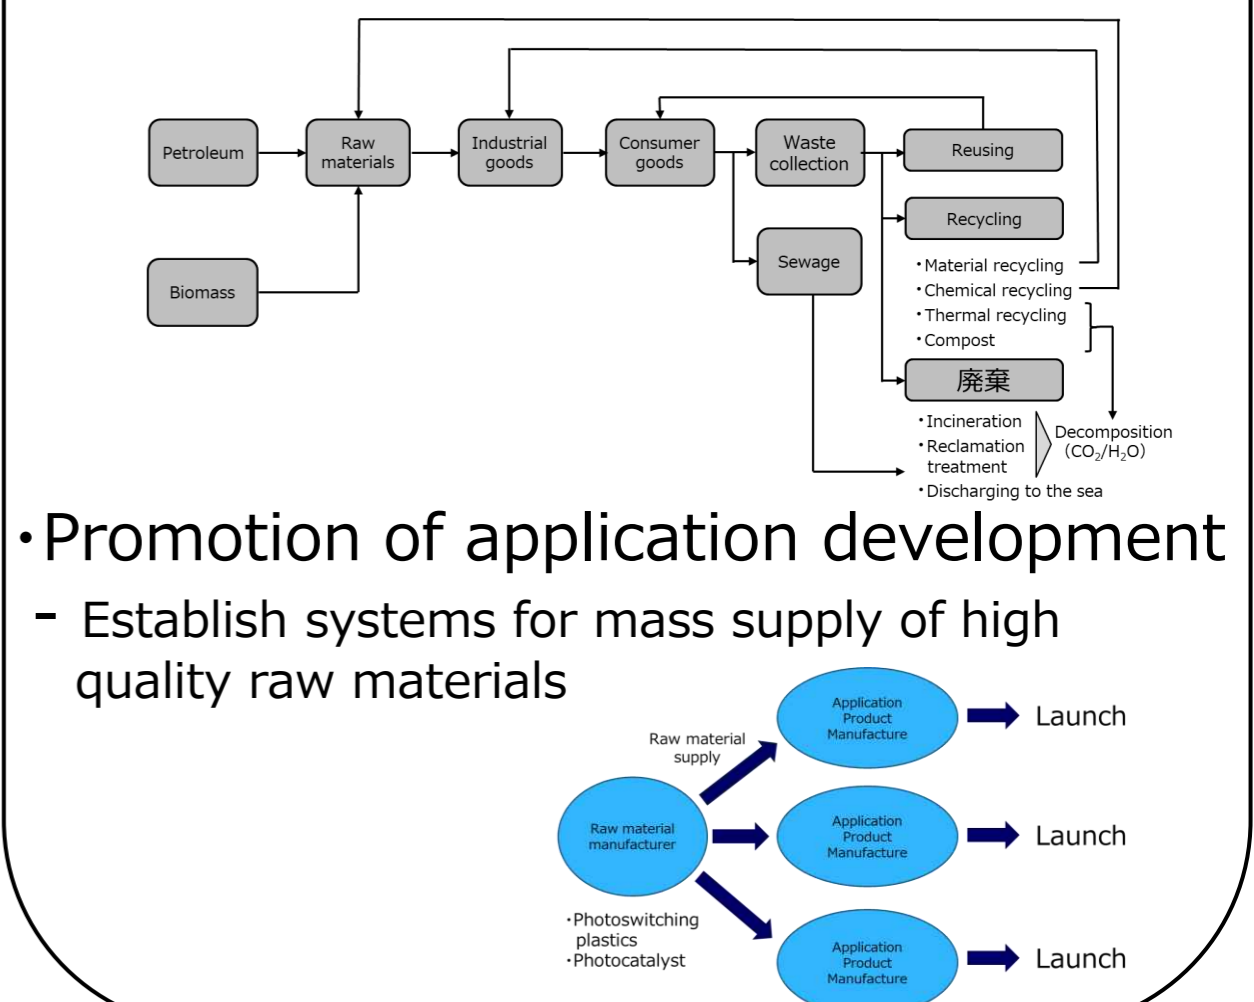 Petroleum
Raw
materials
Industrial
goods
Consumer
goods
Waste
collection
Reusing
Recycling
Biomass
Sewage
・Material recycling
・Chemical recycling
・Thermal recycling
・Compost
廃棄
・Incineration
・Reclamation
treatment
・Discharging to the sea
Decomposition
（CO₂/H₂O）
・Promotion of application development
- Establish systems for mass supply of high
quality raw materials
Raw material
supply
Raw material
manufacturer
・Photoswitching
plastics
・Photocatalyst
Application
Product
Manufacture
Launch
Application
Product
Manufacture
Launch
Application
Product
Manufacture
Launch